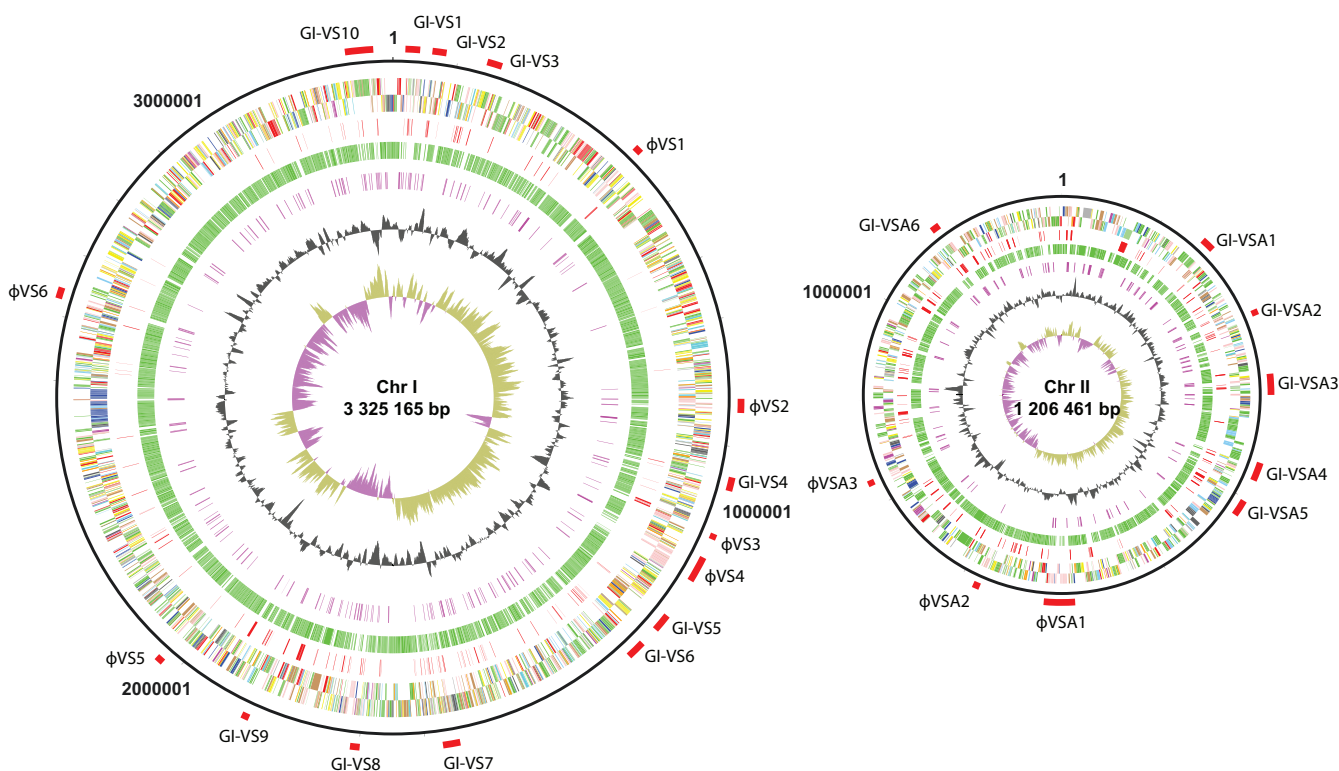 GI-VS10
1
GI-VS1
GI-VS2
GI-VS3
3000001
ϕVS1
ϕVS6
Chr I
3 325 165 bp
ϕVS2
GI-VS4
1000001
ϕVS3
ϕVS4
GI-VS5
GI-VS6
ϕVS5
2000001
GI-VS9
GI-VS8
GI-VS7
1
GI-VSA6
GI-VSA1
1000001
GI-VSA2
Chr II
1 206 461 bp
GI-VSA3
GI-VSA4
ϕVSA3
GI-VSA5
ϕVSA2
ϕVSA1